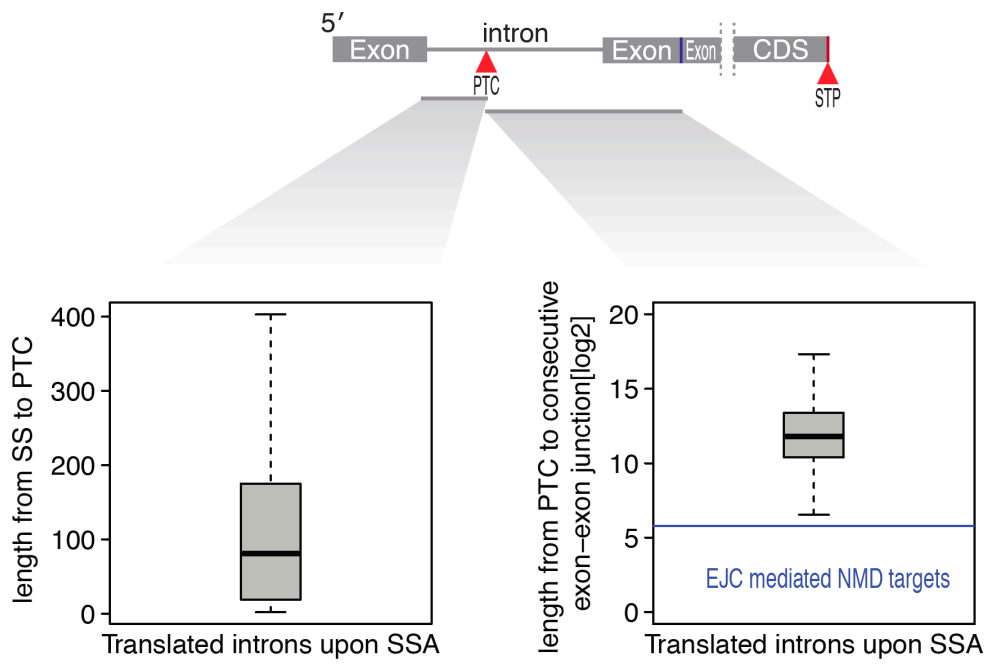 5′
intron
Exon
Exon
Exon
CDS
PTC
STP
length from SS to PTC
400
300
200
100
0
Translated introns upon SSA
length from PTC to consecutive
exon−exon junction[log2]
20
15
10
5
0
EJC mediated NMD targets
Translated introns upon SSA